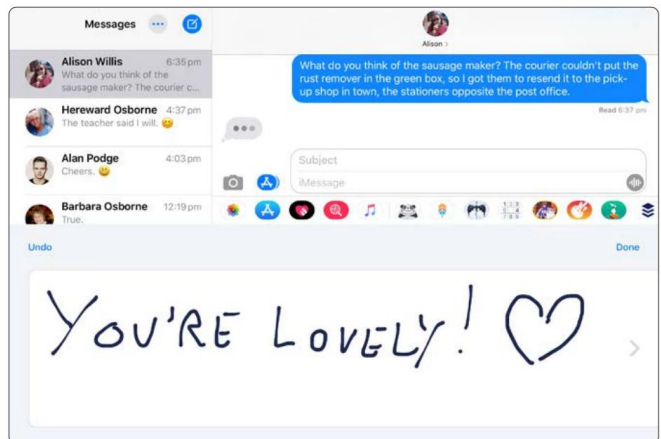 Messages
Alison Willis 6:35 pm
What do you think of the
sausage maker? The courier c...
Hereward Osborne 4:37 pm
The teacher said I will. 😋
Alan Podge 4:03 pm
Cheers. 😃
Barbara Osborne 12:19 pm
True.
Alison >
What do you think of the sausage maker? The courier couldn't put the
rust remover in the green box, so I got them to resend it to the pick-
up shop in town, the stationers opposite the post office.
Read 6:37 pm
Subject
iMessage
Undo
Done
YOU'RE LOVELY! ♡